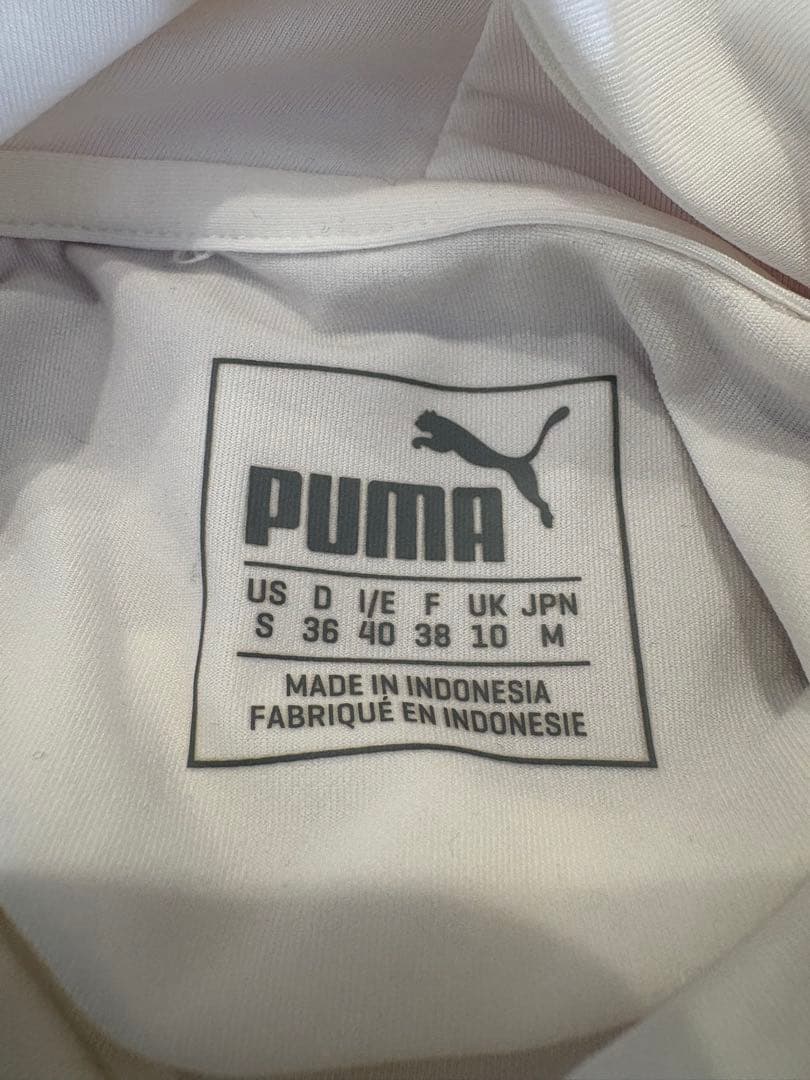 PUMA
US D I/E F UK JPN
S 36 40 38 10 M
MADE IN INDONESIA
FABRIQUÉ EN INDONESIE